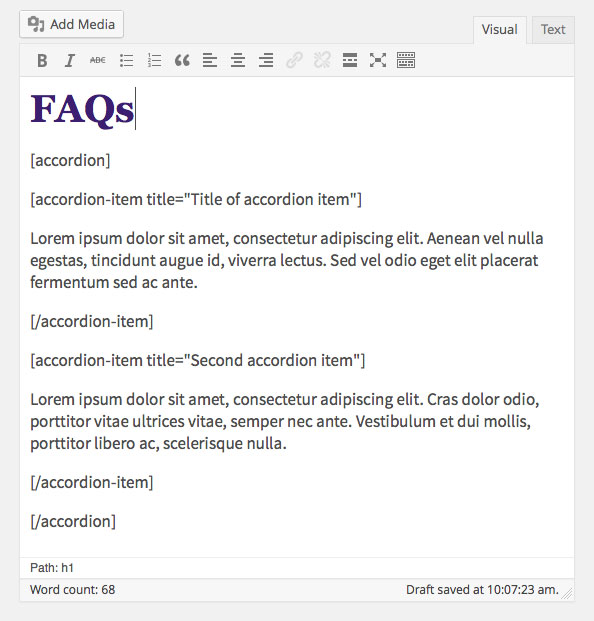 Add Media
Visual
Text
B I ABC
FAQs
[accordion]
[accordion-item title="Title of accordion item"]
Lorem ipsum dolor sit amet, consectetur adipiscing elit. Aenean vel nulla
egestas, tincidunt augue id, viverra lectus. Sed vel odio eget elit placerat
fermentum sed ac ante.
[/accordion-item]
[accordion-item title="Second accordion item"]
Lorem ipsum dolor sit amet, consectetur adipiscing elit. Cras dolor odio,
porttitor vitae ultrices vitae, semper nec ante. Vestibulum et dui mollis,
porttitor libero ac, scelerisque nulla.
[/accordion-item]
[/accordion]
Path: h1
Word count: 68
Draft saved at 10:07:23 am.